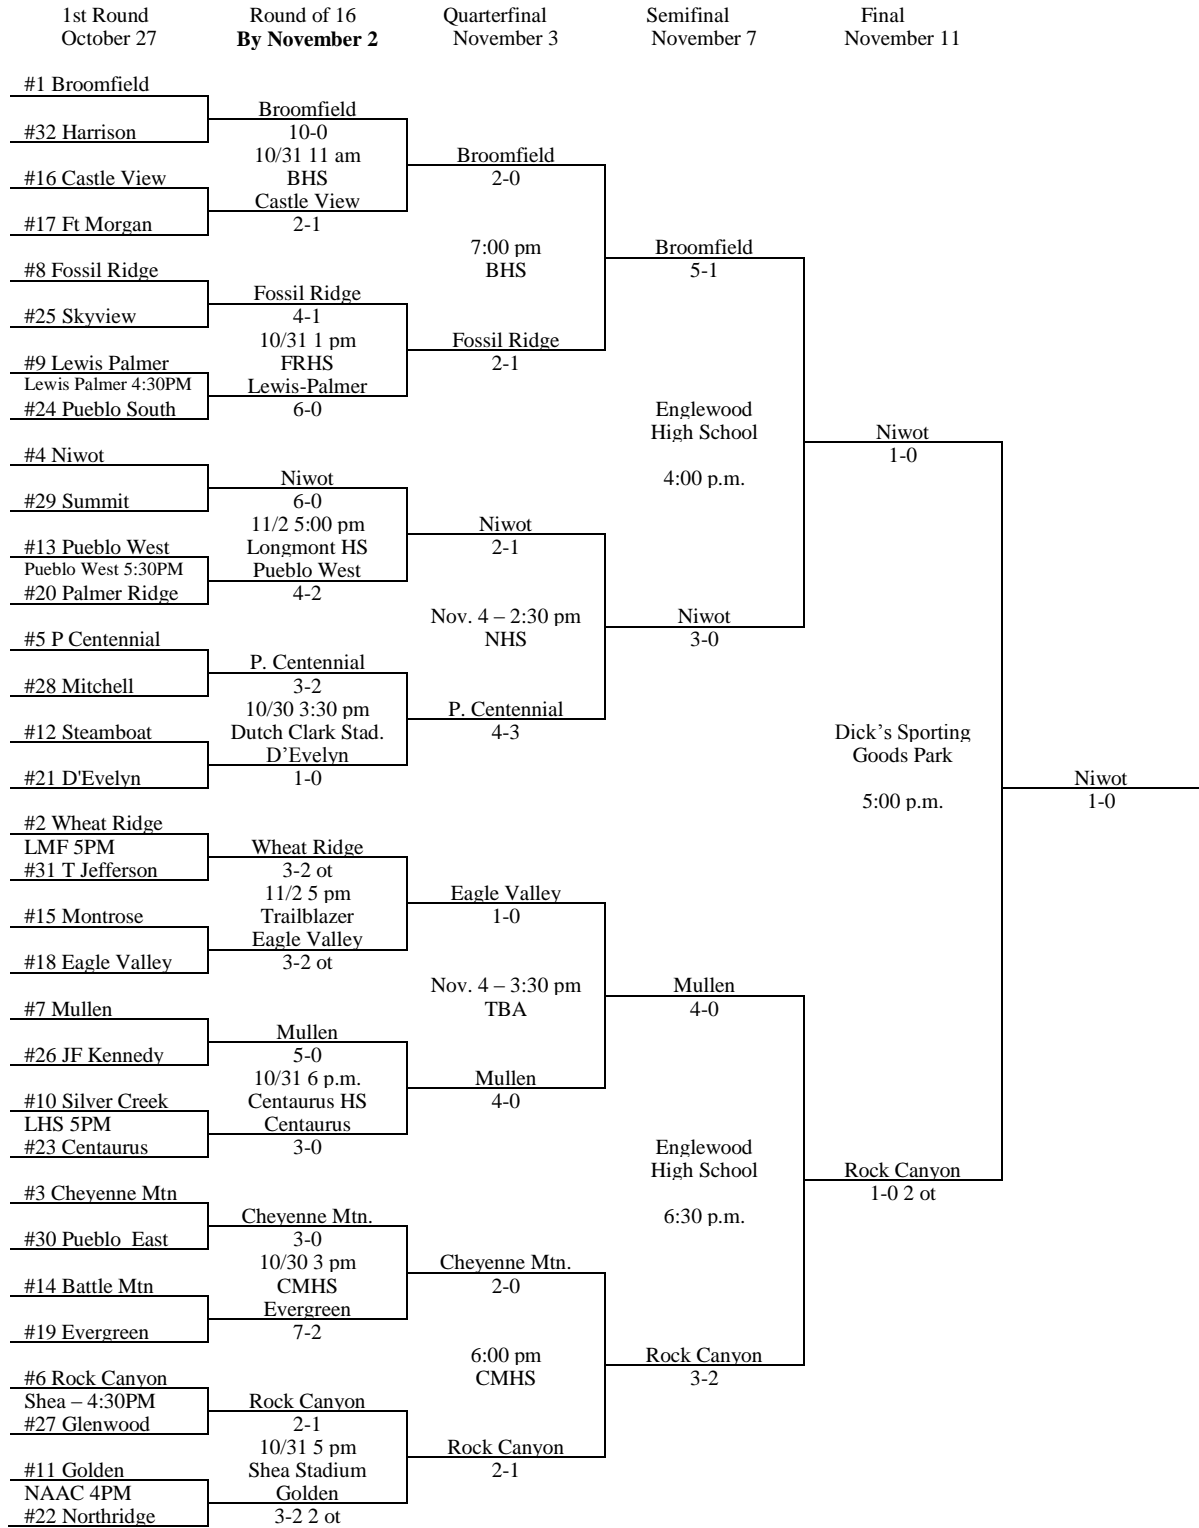 1st Round
October 27
Round of 16
By November 2
Quarterfinal
November 3
Semifinal
November 7
Final
November 11
#1 Broomfield
#32 Harrison
#16 Castle View
#17 Ft Morgan
#8 Fossil Ridge
#25 Skyview
#9 Lewis Palmer
Lewis Palmer 4:30PM
#24 Pueblo South
#4 Niwot
#29 Summit
#13 Pueblo West
Pueblo West 5:30PM
#20 Palmer Ridge
#5 P Centennial
#28 Mitchell
#12 Steamboat
#21 D'Evelyn
#2 Wheat Ridge
LMF 5PM
#31 T Jefferson
#15 Montrose
#18 Eagle Valley
#7 Mullen
#26 JF Kennedy
#10 Silver Creek
LHS 5PM
#23 Centaurus
#3 Cheyenne Mtn
#30 Pueblo East
#14 Battle Mtn
#19 Evergreen
#6 Rock Canyon
Shea – 4:30PM
#27 Glenwood
#11 Golden
NAAC 4PM
#22 Northridge
Broomfield
10-0
10/31 11 am
BHS
Castle View
2-1
Fossil Ridge
4-1
10/31 1 pm
FRHS
Lewis-Palmer
6-0
Niwot
6-0
11/2 5:00 pm
Longmont HS
Pueblo West
4-2
P. Centennial
3-2
10/30 3:30 pm
Dutch Clark Stad.
D’Evelyn
1-0
Wheat Ridge
3-2 ot
11/2 5 pm
Trailblazer
Eagle Valley
3-2 ot
Mullen
5-0
10/31 6 p.m.
Centaurus HS
Centaurus
3-0
Cheyenne Mtn.
3-0
10/30 3 pm
CMHS
Evergreen
7-2
Rock Canyon
2-1
10/31 5 pm
Shea Stadium
Golden
3-2 2 ot
Broomfield
2-0
7:00 pm
BHS
Fossil Ridge
2-1
Niwot
2-1
Nov. 4 – 2:30 pm
NHS
P. Centennial
4-3
Eagle Valley
1-0
Nov. 4 – 3:30 pm
TBA
Mullen
4-0
Cheyenne Mtn.
2-0
6:00 pm
CMHS
Rock Canyon
2-1
Broomfield
5-1
Englewood
High School
4:00 p.m.
Niwot
3-0
Mullen
4-0
Englewood
High School
6:30 p.m.
Rock Canyon
3-2
Niwot
1-0
Dick’s Sporting
Goods Park
5:00 p.m.
Rock Canyon
1-0 2 ot
Niwot
1-0